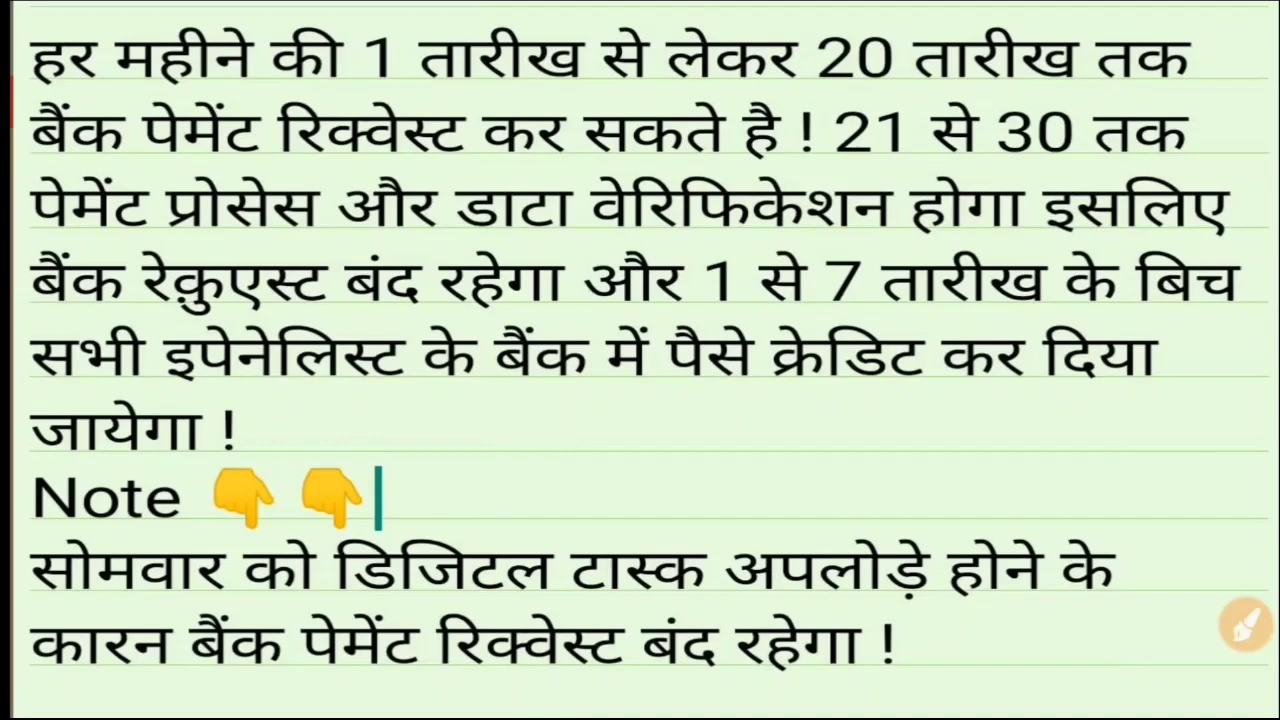 हर महीने की 1 तारीख से लेकर 20 तारीख तक
बैंक पेमेंट रिक्वेस्ट कर सकते है ! 21 से 30 तक
पेमेंट प्रोसेस और डाटा वेरिफिकेशन होगा इसलिए
बैंक रेक़ुएस्ट बंद रहेगा और 1 से 7 तारीख के बिच
सभी इपेनेलिस्ट के बैंक में पैसे क्रेडिट कर दिया
जायेगा !
Note 👇 👇
सोमवार को डिजिटल टास्क अपलोड़े होने के
कारन बैंक पेमेंट रिक्वेस्ट बंद रहेगा !